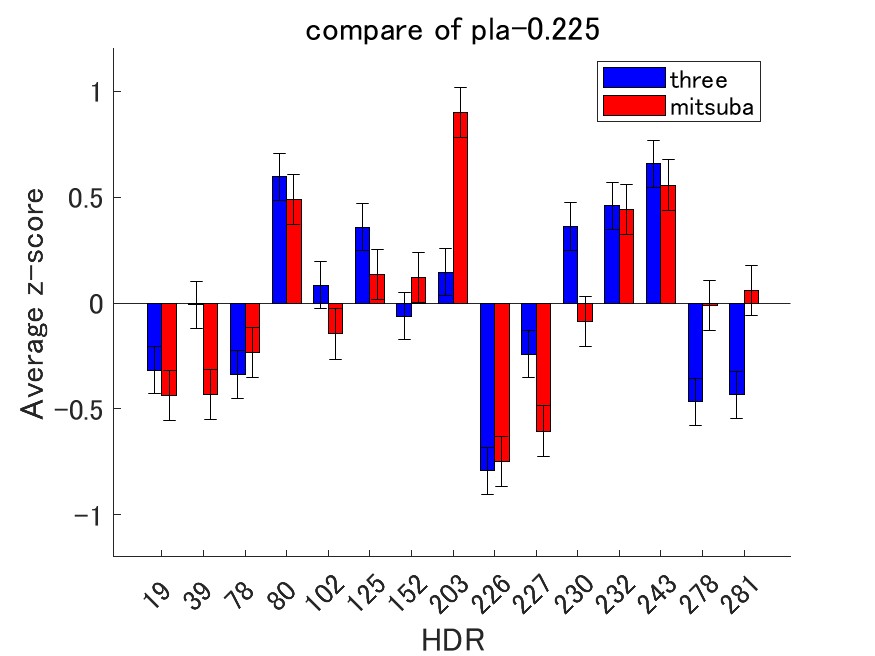 compare of pla-0.225
three
mitsuba
Average z-score
1
0.5
0
-0.5
-1
19 39 78 80 102 125 152 203 226 227 230 232 243 278 281
HDR